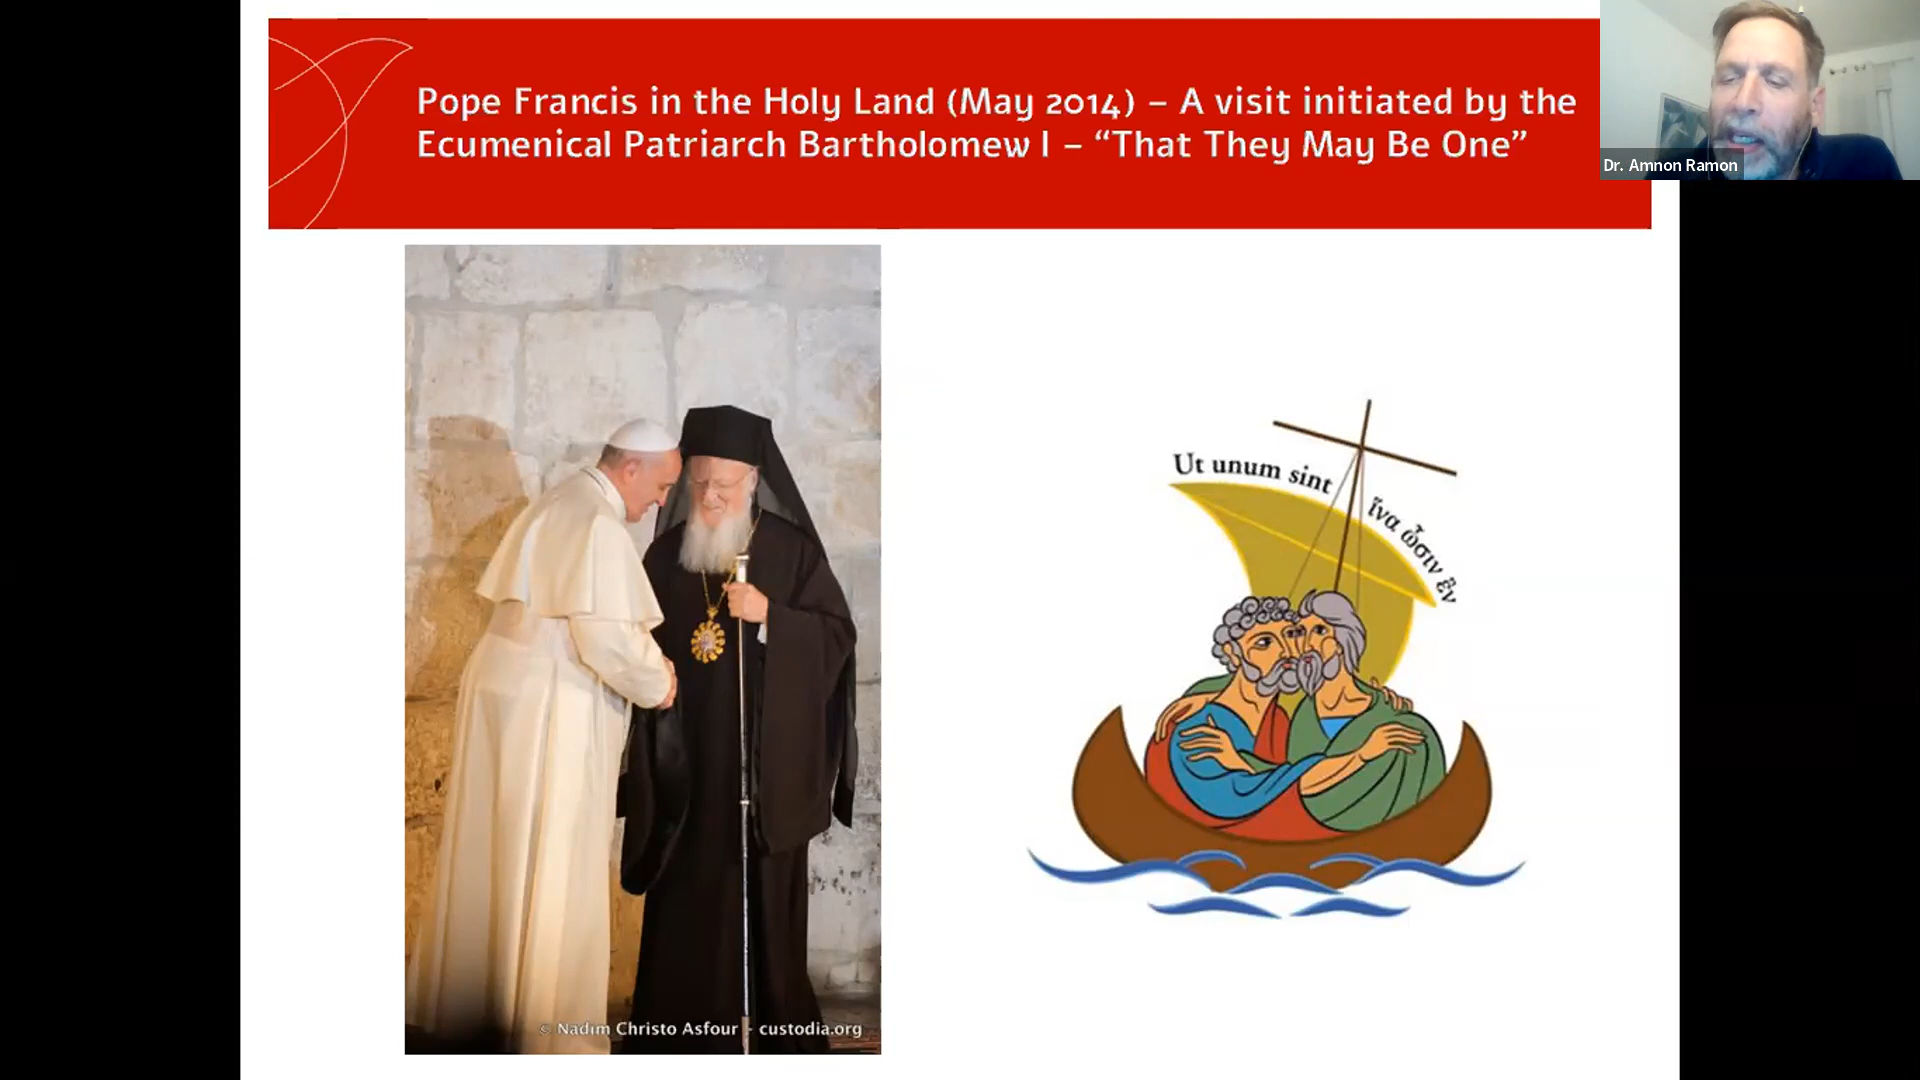 Pope Francis in the Holy Land (May 2014) – A visit initiated by the
Ecumenical Patriarch Bartholomew I – “That They May Be One”
Dr. Amnon Ramon
Ut unum sint
ἵνα ὦσιν ἓν
© Nadim Christo Asfour - custodia.org